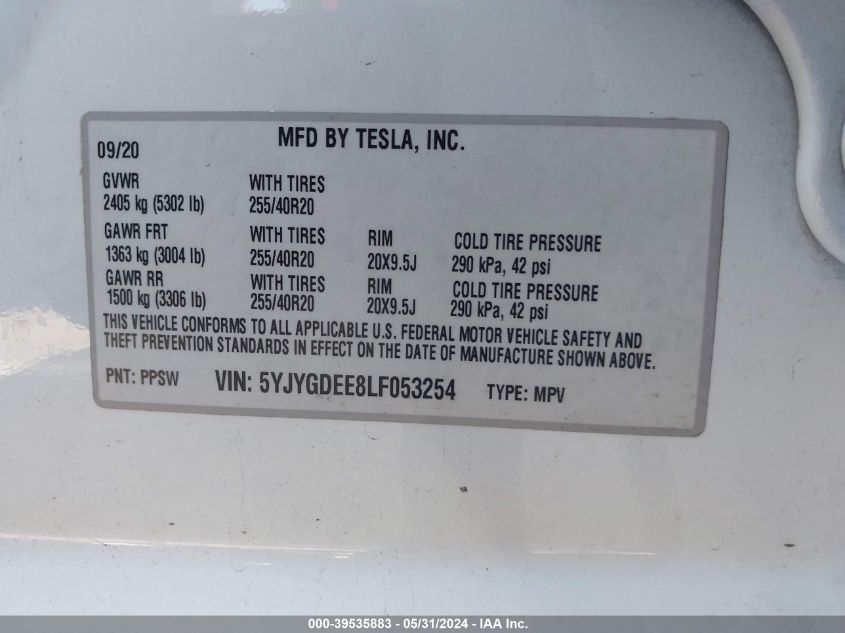 MFD BY TESLA, INC.
09/20
GVWR WITH TIRES
2405 kg (5302 lb) 255/40R20
GAWR FRT WITH TIRES RIM COLD TIRE PRESSURE
1363 kg (3004 lb) 255/40R20 20X9.5J 290 kPa, 42 psi
GAWR RR WITH TIRES RIM COLD TIRE PRESSURE
1500 kg (3306 lb) 255/40R20 20X9.5J 290 kPa, 42 psi
THIS VEHICLE CONFORMS TO ALL APPLICABLE U.S. FEDERAL MOTOR VEHICLE SAFETY AND
THEFT PREVENTION STANDARDS IN EFFECT ON THE DATE OF MANUFACTURE SHOWN ABOVE.
PNT: PPSW VIN: 5YJYGDEE8LF053254 TYPE: MPV
000-39535883 - 05/31/2024 - IAA Inc.